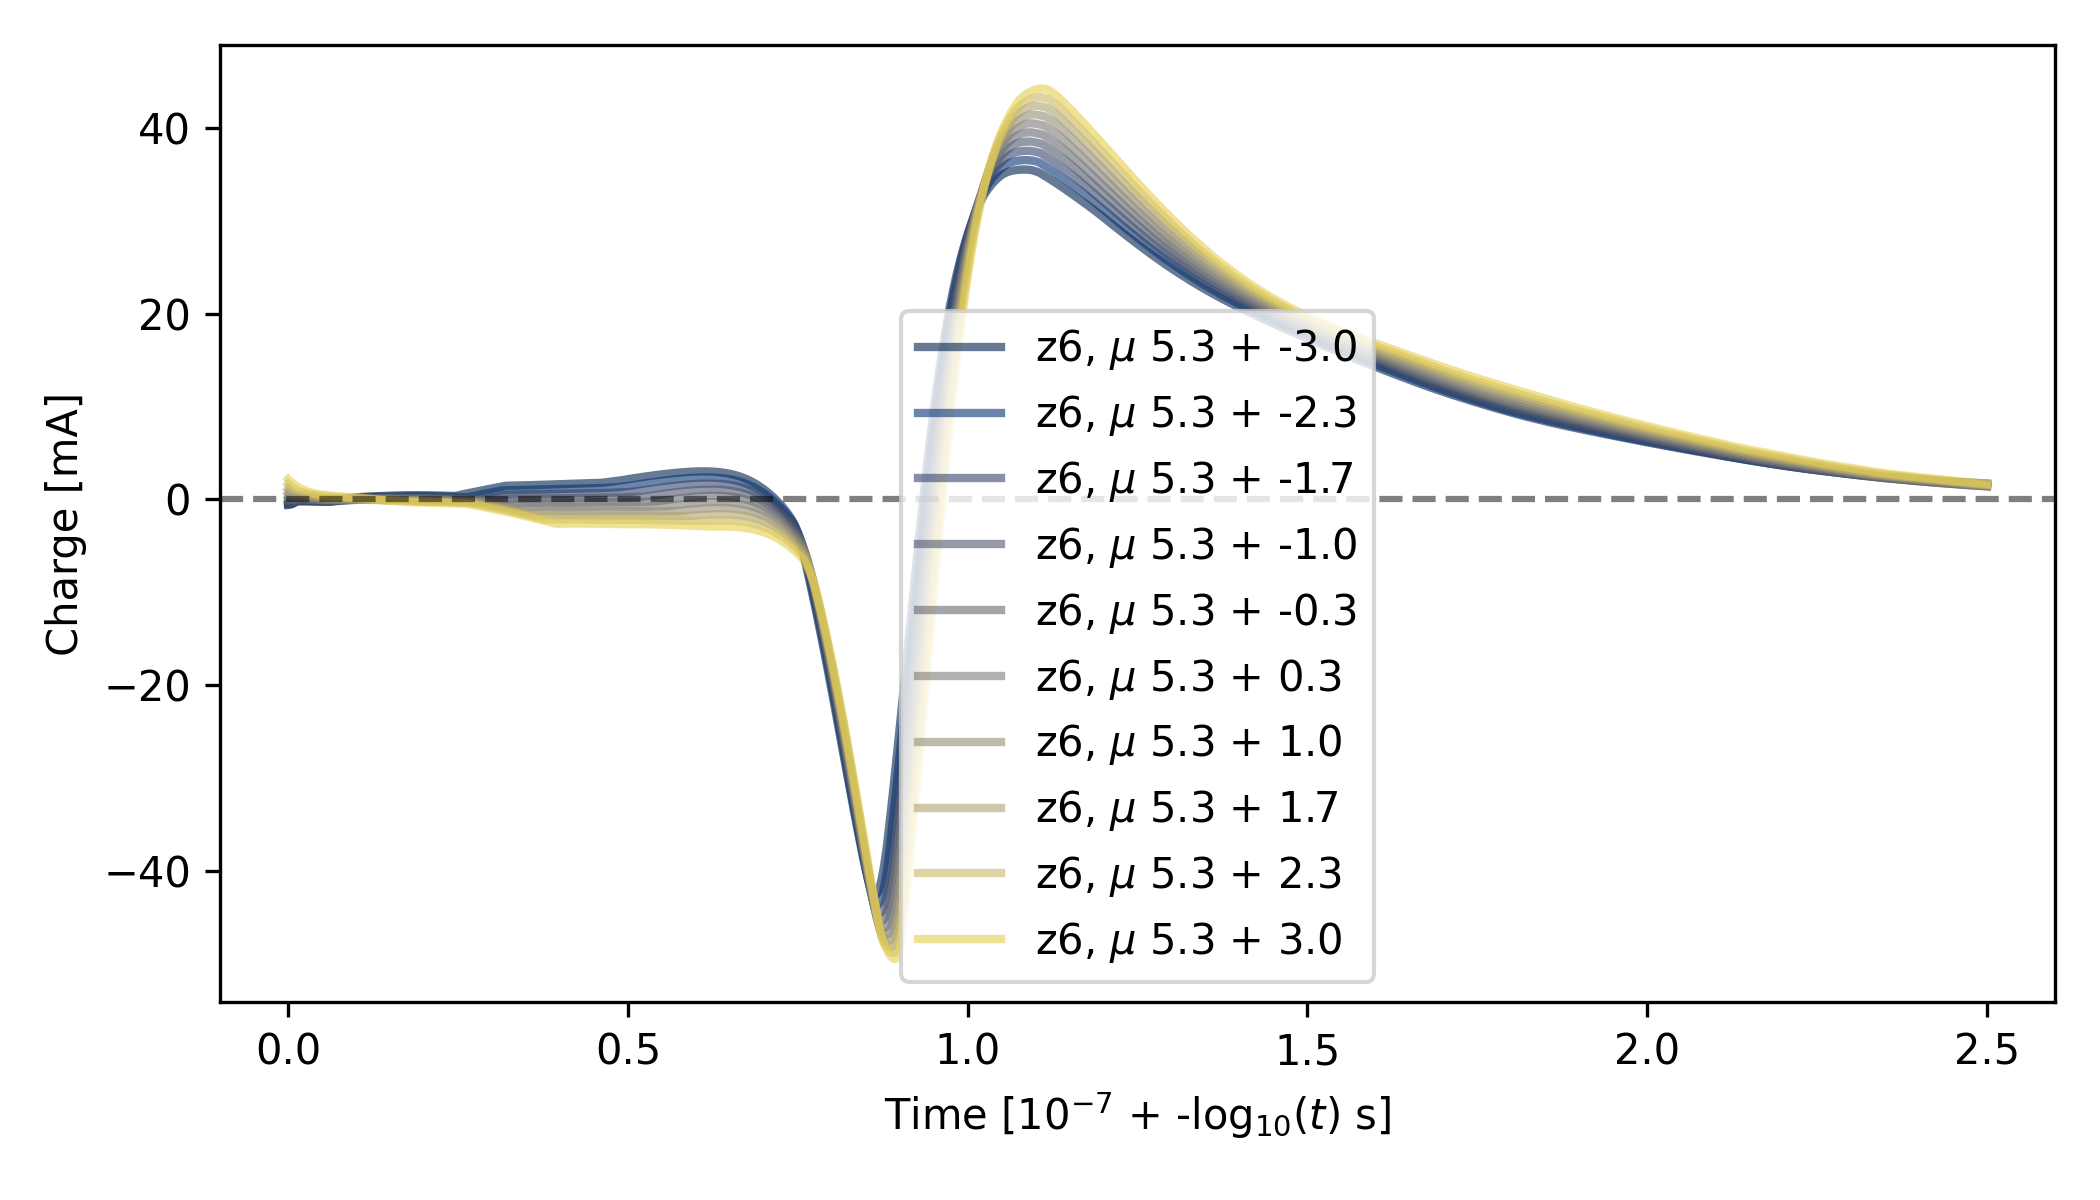 Charge [mA]
40
20
0
−20
−40
z6, μ 5.3 + -3.0
z6, μ 5.3 + -2.3
z6, μ 5.3 + -1.7
z6, μ 5.3 + -1.0
z6, μ 5.3 + -0.3
z6, μ 5.3 + 0.3
z6, μ 5.3 + 1.0
z6, μ 5.3 + 1.7
z6, μ 5.3 + 2.3
z6, μ 5.3 + 3.0
0.0 0.5 1.0 1.5 2.0 2.5
Time [10⁻⁷ + -log₁₀(t) s]